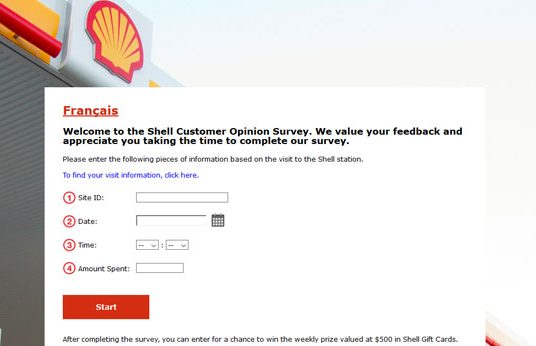 Français
Welcome to the Shell Customer Opinion Survey. We value your feedback and
appreciate you taking the time to complete our survey.
Please enter the following pieces of information based on the visit to the Shell station.
To find your visit information, click here.
1 Site ID:
2 Date:
3 Time: -- : --
4 Amount Spent:
Start
After completing the survey, you can enter for a chance to win the weekly prize valued at $500 in Shell Gift Cards.